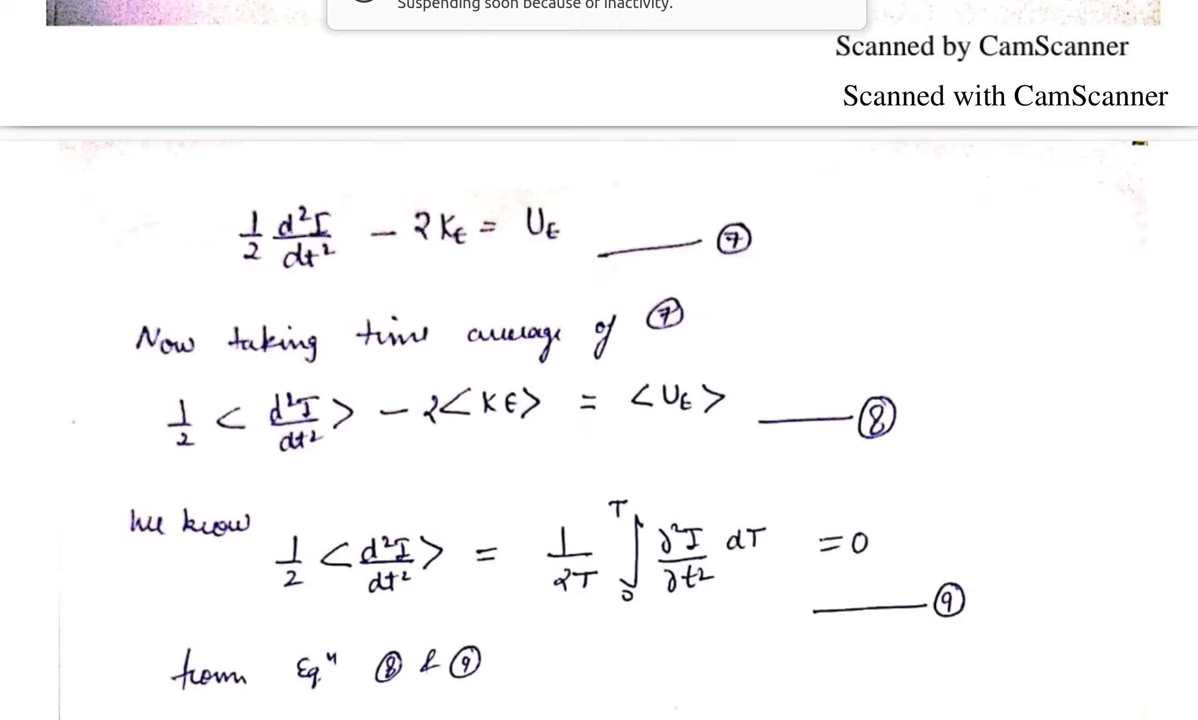 Suspending soon because of inactivity.
Scanned by CamScanner
Scanned with CamScanner
1/2 d²I/dt² - 2 K_E = U_E —— ⑦
Now taking time average of ⑦
1/2 < d²I/dt² > - 2 < KE > = < U_E > —— ⑧
We know 1/2 < d²I/dt² > = 1/2T ∫₀ᵀ ∂²I/∂t² dT = 0 —— ⑨
from Eqⁿ ⑧ & ⑨